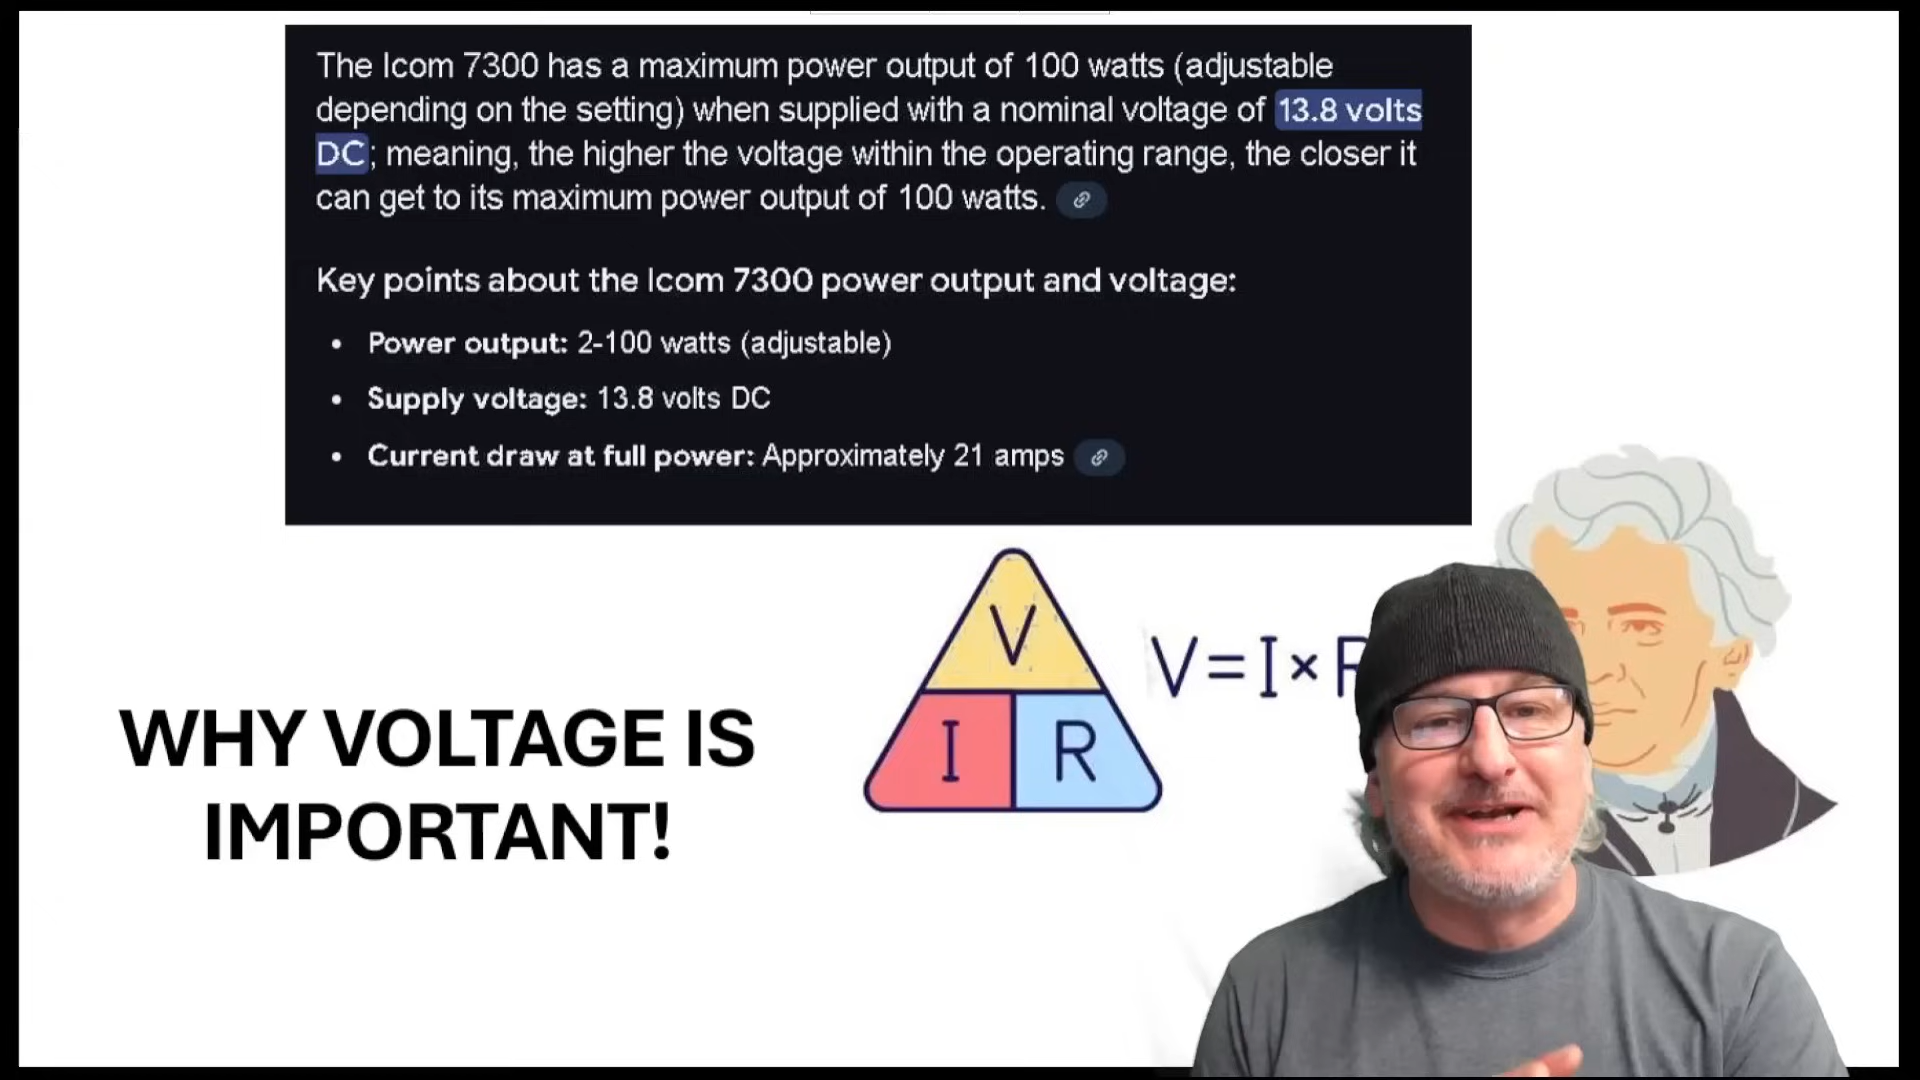 The Icom 7300 has a maximum power output of 100 watts (adjustable
depending on the setting) when supplied with a nominal voltage of 13.8 volts
DC; meaning, the higher the voltage within the operating range, the closer it
can get to its maximum power output of 100 watts.
Key points about the Icom 7300 power output and voltage:
• Power output: 2-100 watts (adjustable)
• Supply voltage: 13.8 volts DC
• Current draw at full power: Approximately 21 amps
V
V=I×R
I R
WHY VOLTAGE IS
IMPORTANT!